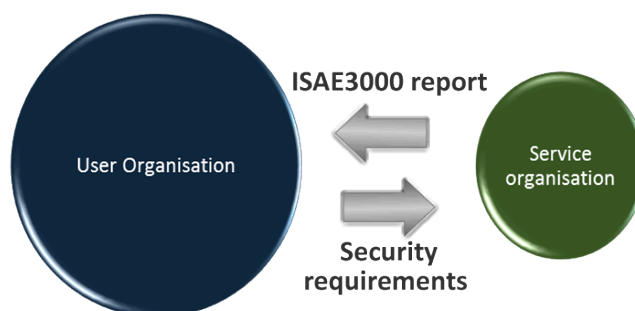 ISAE3000 report
User Organisation
Service
organisation
Security
requirements